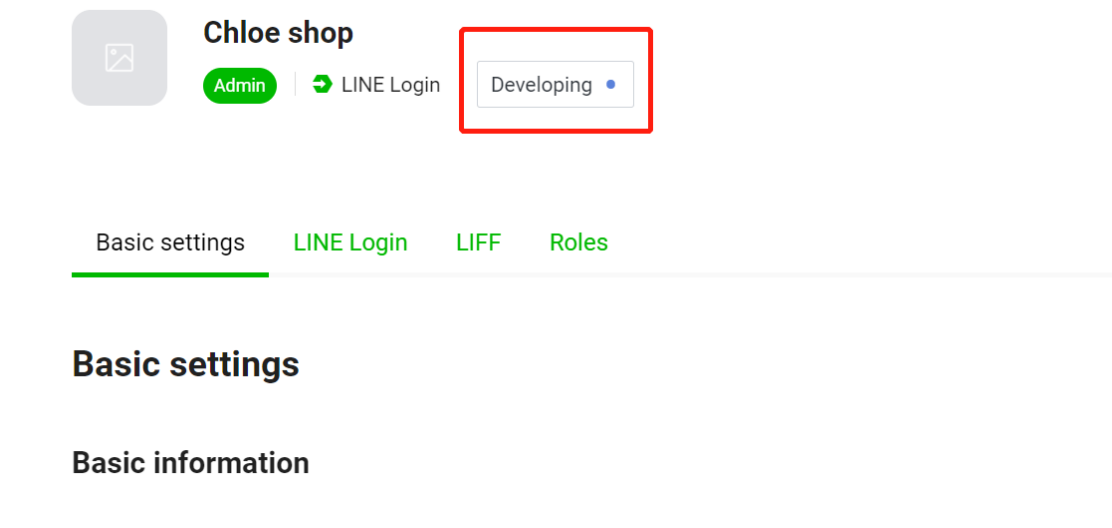 Chloe shop
Admin LINE Login Developing
Basic settings LINE Login LIFF Roles
Basic settings
Basic information